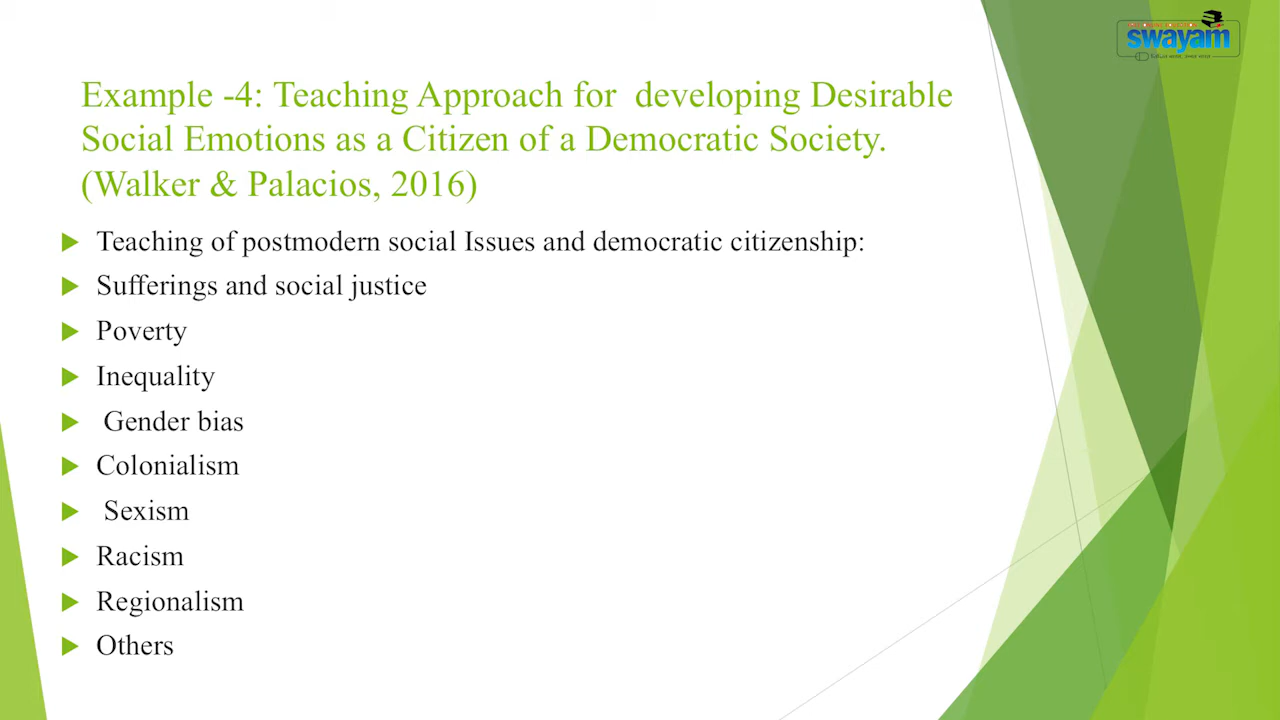 swayam
Example -4: Teaching Approach for developing Desirable
Social Emotions as a Citizen of a Democratic Society.
(Walker & Palacios, 2016)
Teaching of postmodern social Issues and democratic citizenship:
Sufferings and social justice
Poverty
Inequality
Gender bias
Colonialism
Sexism
Racism
Regionalism
Others